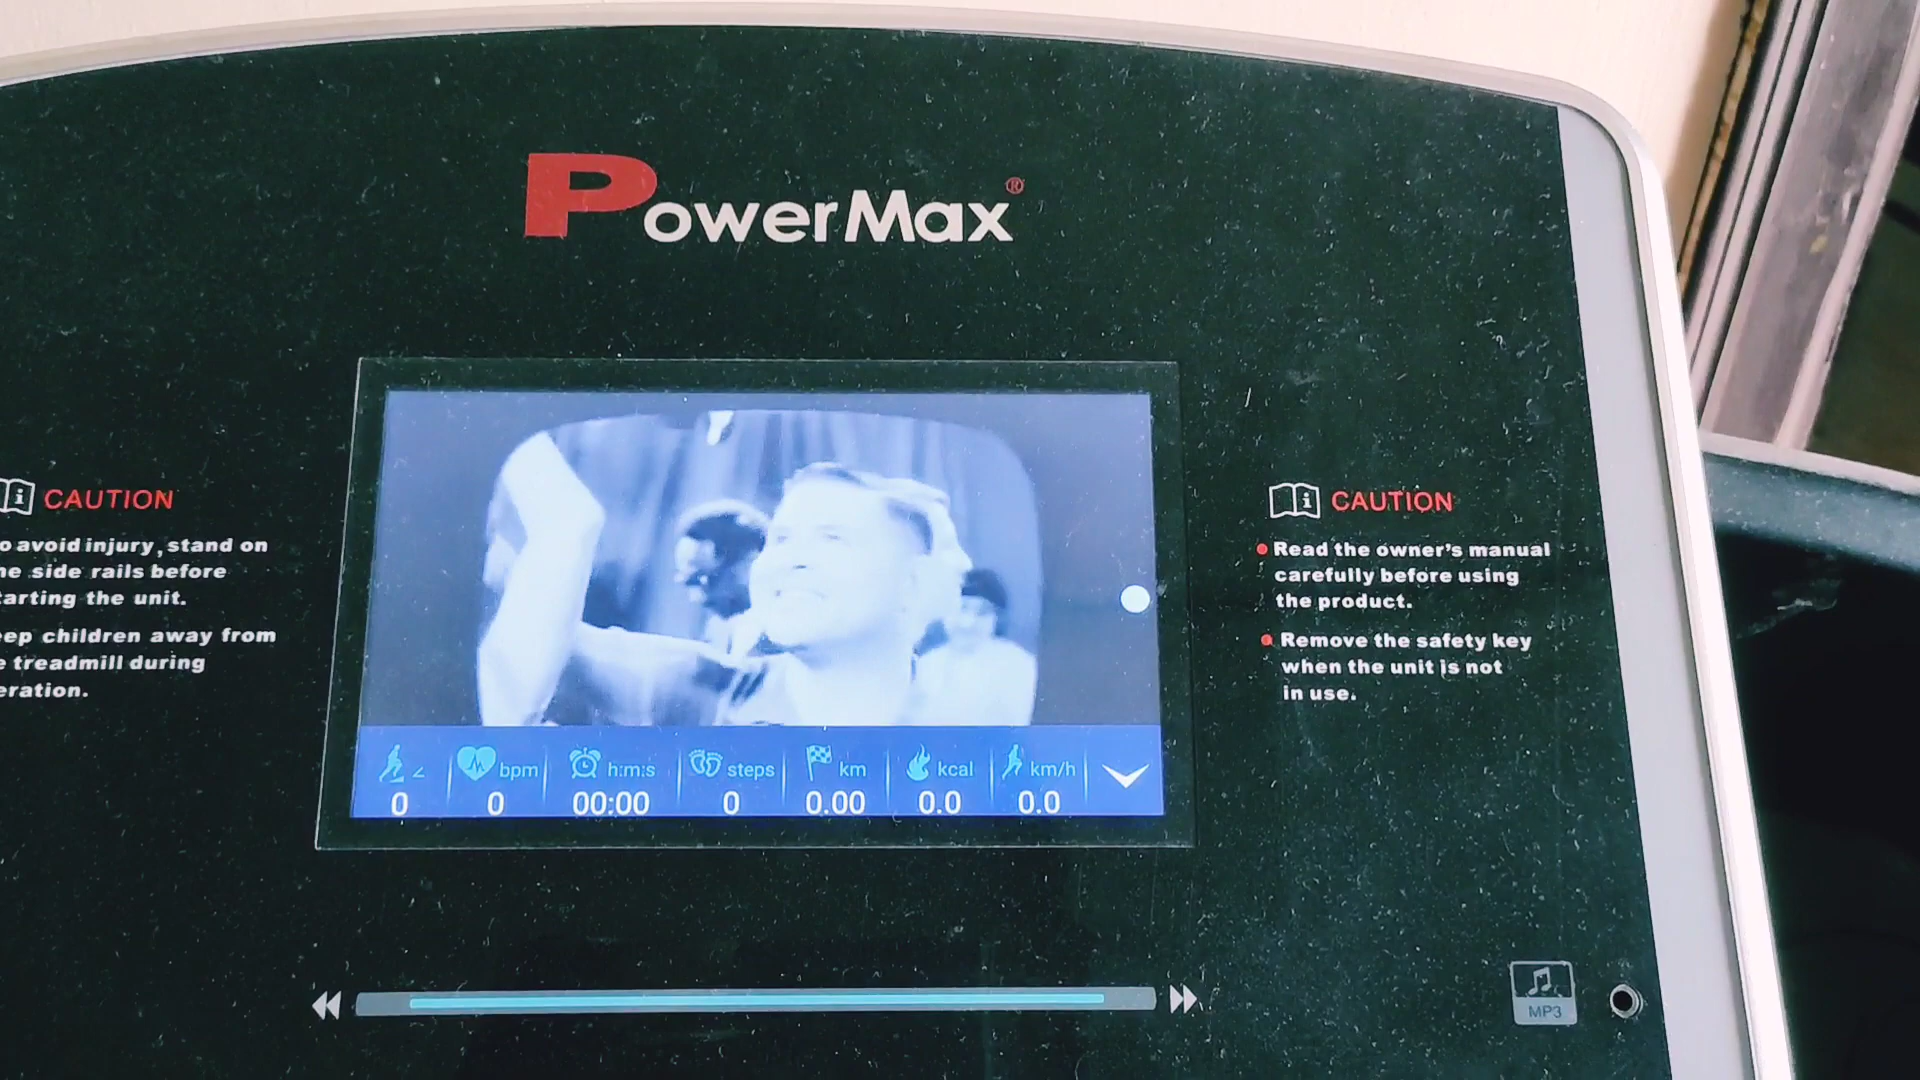 PowerMax®
CAUTION
o avoid injury, stand on
ne side rails before
tarting the unit.
eep children away from
e treadmill during
eration.
CAUTION
Read the owner's manual
carefully before using
the product.
Remove the safety key
when the unit is not
in use.
bpm h:m:s steps km kcal km/h
0 0 00:00 0 0.00 0.0 0.0
MP3